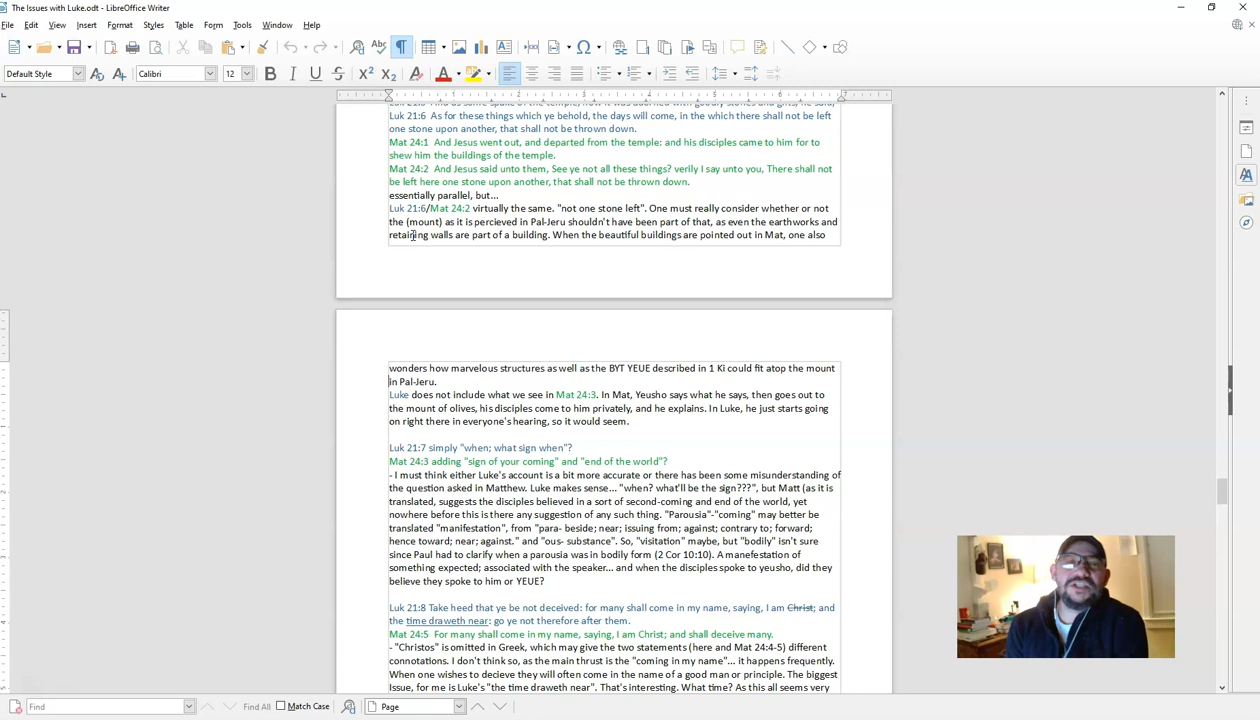 The Issues with Luke.odt - LibreOffice Writer
File Edit View Insert Format Styles Table Form Tools Window Help
Default Style Calibri 12
Luk 21:6 As for these things which ye behold, the days will come, in the which there shall not be left
one stone upon another, that shall not be thrown down.
Mat 24:1 And Jesus went out, and departed from the temple: and his disciples came to him for to
shew him the buildings of the temple.
Mat 24:2 And Jesus said unto them, See ye not all these things? verily I say unto you, There shall not
be left here one stone upon another, that shall not be thrown down.
essentially parallel, but...
Luk 21:6/Mat 24:2 virtually the same. "not one stone left". One must really consider whether or not
the (mount) as it is percieved in Pal-Jeru shouldn't have been part of that, as even the earthworks and
retaining walls are part of a building. When the beautiful buildings are pointed out in Mat, one also
wonders how marvelous structures as well as the BYT YEUE described in 1 Ki could fit atop the mount
in Pal-Jeru.
Luke does not include what we see in Mat 24:3. In Mat, Yeusho says what he says, then goes out to
the mount of olives, his disciples come to him privately, and he explains. In Luke, he just starts going
on right there in everyone's hearing, so it would seem.
Luk 21:7 simply "when; what sign when"?
Mat 24:3 adding "sign of your coming" and "end of the world"?
- I must think either Luke's account is a bit more accurate or there has been some misunderstanding of
the question asked in Matthew. Luke makes sense... "when? what'll be the sign???", but Matt (as it is
translated, suggests the disciples believed in a sort of second-coming and end of the world, yet
nowhere before this is there any suggestion of any such thing. "Parousia"-"coming" may better be
translated "manifestation", from "para- beside; near; issuing from; against; contrary to; forward;
hence toward; near; against." and "ous- substance". So, "visitation" maybe, but "bodily" isn't sure
since Paul had to clarify when a parousia was in bodily form (2 Cor 10:10). A manefestation of
something expected; associated with the speaker... and when the disciples spoke to yeusho, did they
believe they spoke to him or YEUE?
Luk 21:8 Take heed that ye be not deceived: for many shall come in my name, saying, I am Christ; and
the time draweth near: go ye not therefore after them.
Mat 24:5 For many shall come in my name, saying, I am Christ; and shall deceive many.
- "Christos" is omitted in Greek, which may give the two statements (here and Mat 24:4-5) different
connotations. I don't think so, as the main thrust is the "coming in my name"... it happens frequently.
When one wishes to decieve they will often come in the name of a good man or principle. The biggest
Issue, for me is Luke's "the time draweth near". That's interesting. What time? As this all seems very
Find Find All Match Case Page